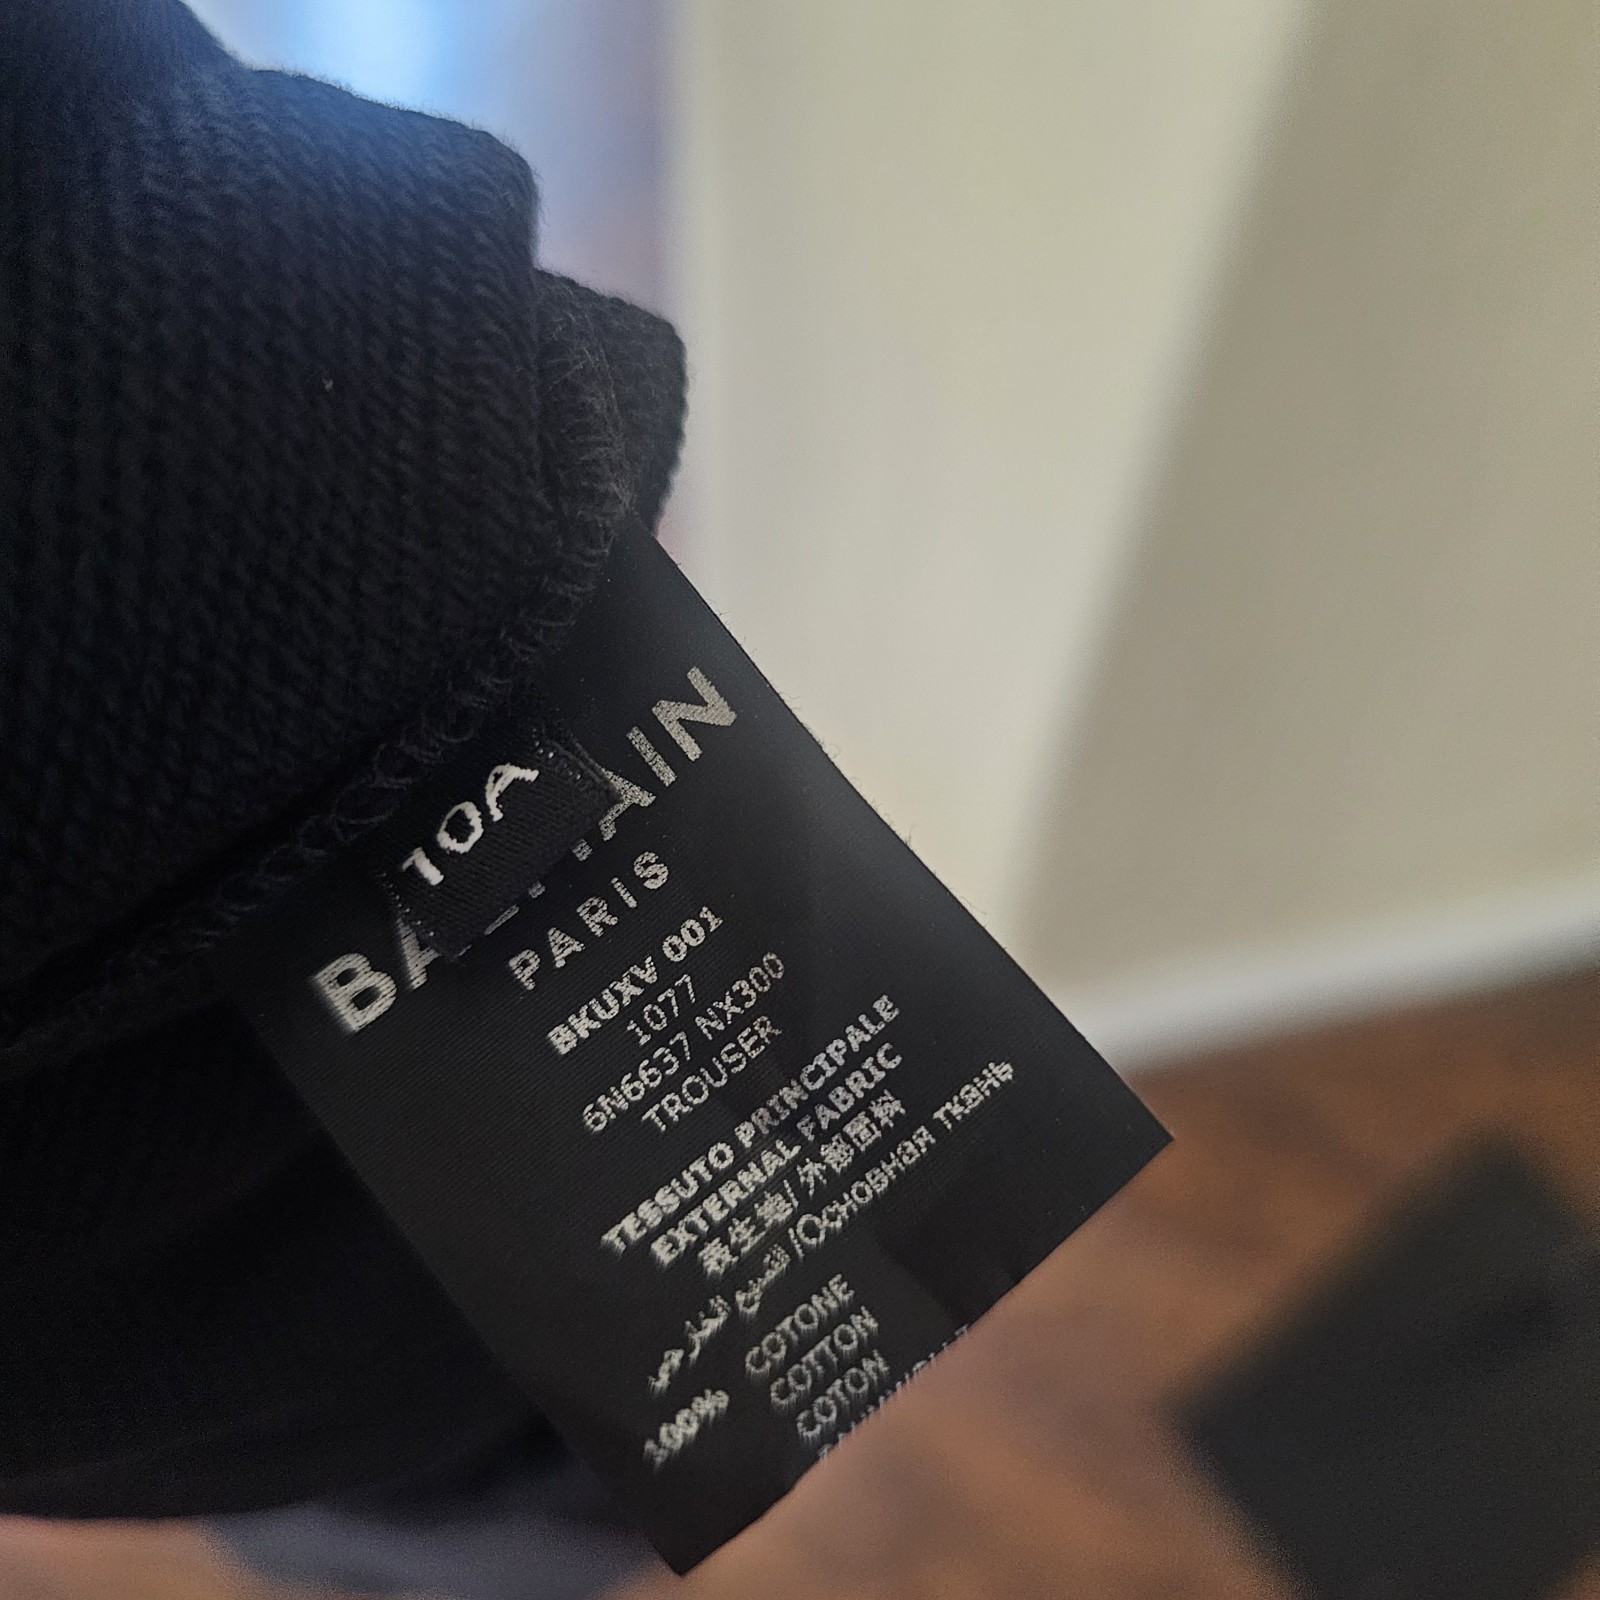 10A
BALMAIN
PARIS
BKUXV 001
1077
6N6637 NX300
TROUSER
TESSUTO PRINCIPALE
EXTERNAL FABRIC
表生地/外部面料
النسيج الخارجي /Основная ткань
100% COTONE
COTTON
COTON